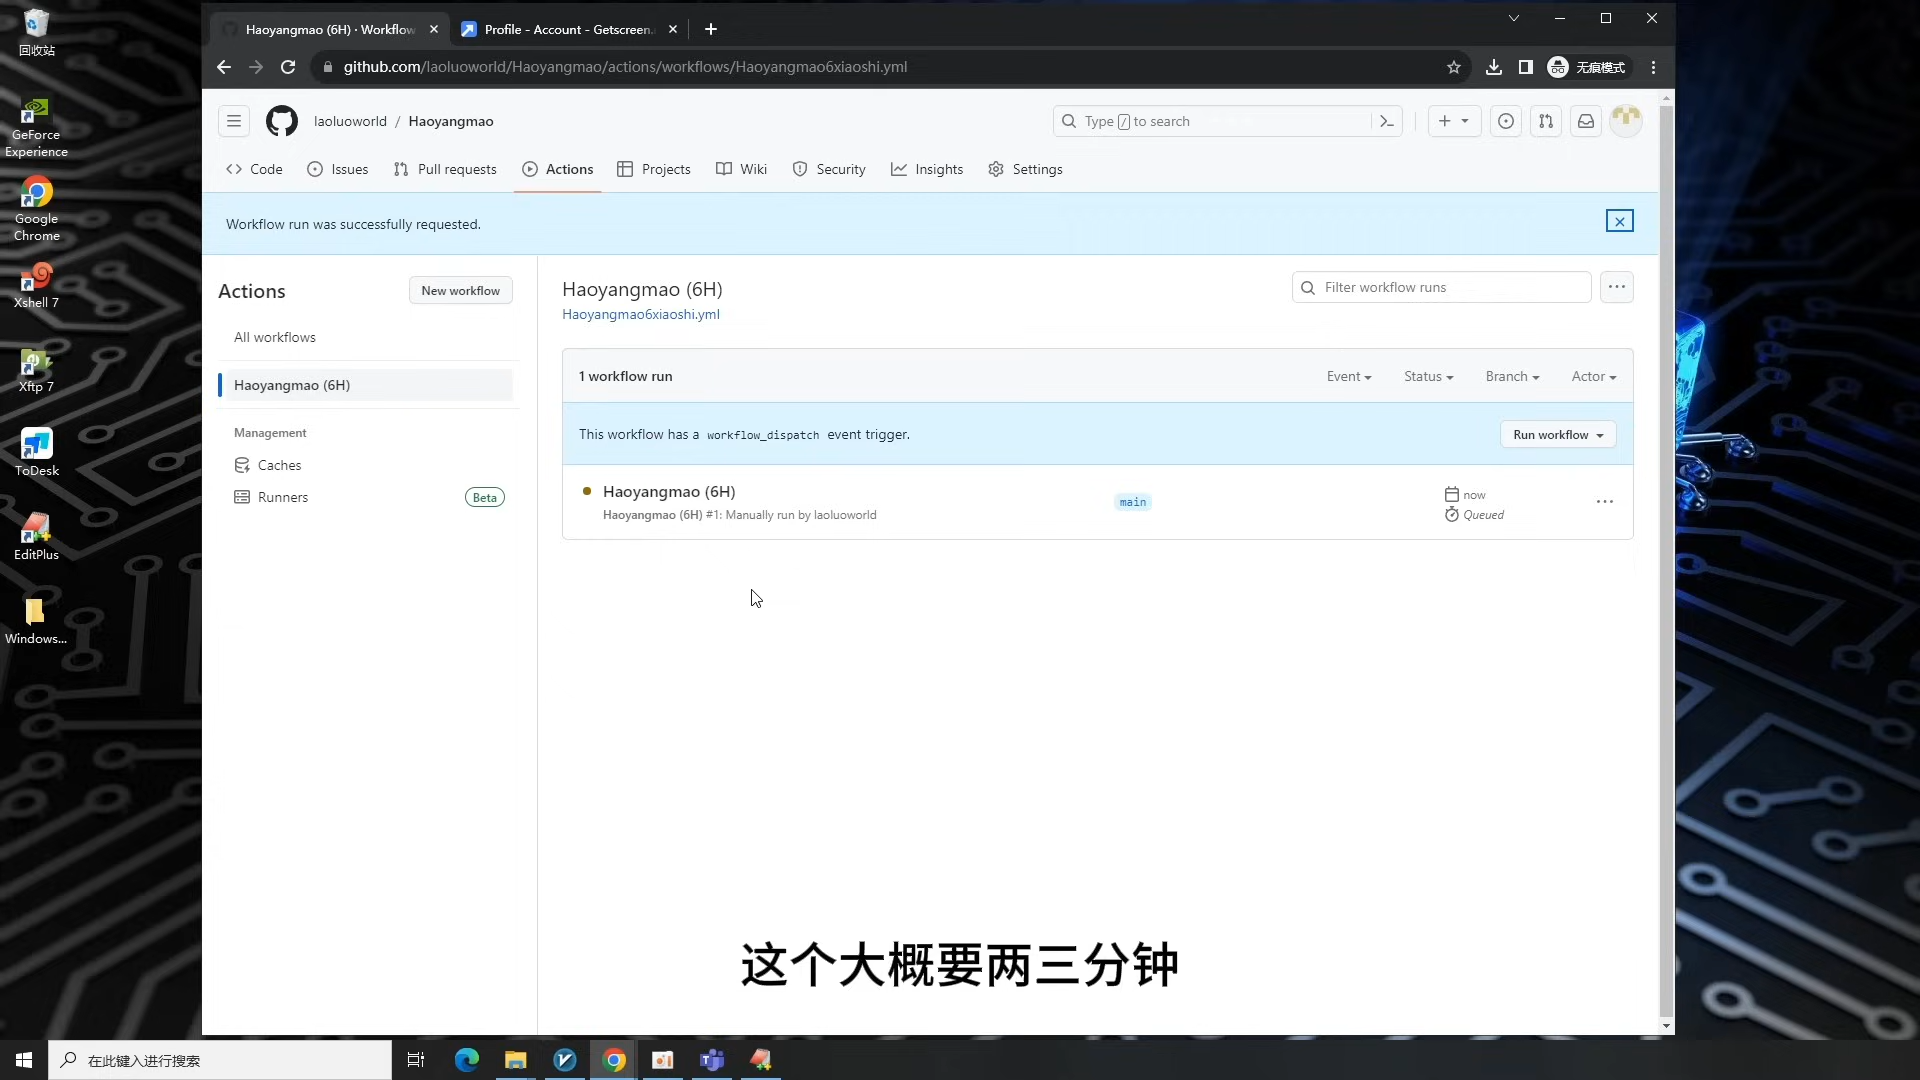 回收站
GeForce
Experience
Google
Chrome
Xshell 7
Xftp 7
ToDesk
EditPlus
Windows...
Haoyangmao (6H) · Workflow
Profile - Account - Getscreen.
github.com/laoluoworld/Haoyangmao/actions/workflows/Haoyangmao6xiaoshi.yml
无痕模式
laoluoworld / Haoyangmao
Type / to search
Code
Issues
Pull requests
Actions
Projects
Wiki
Security
Insights
Settings
Workflow run was successfully requested.
Actions
New workflow
All workflows
Haoyangmao (6H)
Management
Caches
Runners
Beta
Haoyangmao (6H)
Haoyangmao6xiaoshi.yml
Filter workflow runs
1 workflow run
Event
Status
Branch
Actor
This workflow has a workflow_dispatch event trigger.
Run workflow
Haoyangmao (6H)
Haoyangmao (6H) #1: Manually run by laoluoworld
main
now
Queued
这个大概要两三分钟
在此键入进行搜索